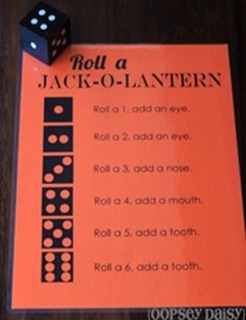 Roll a
JACK-O-LANTERN
Roll a 1, add an eye.
Roll a 2, add an eye.
Roll a 3, add a nose.
Roll a 4, add a mouth.
Roll a 5, add a tooth.
Roll a 6, add a tooth.
{OOPSEY DAISY}